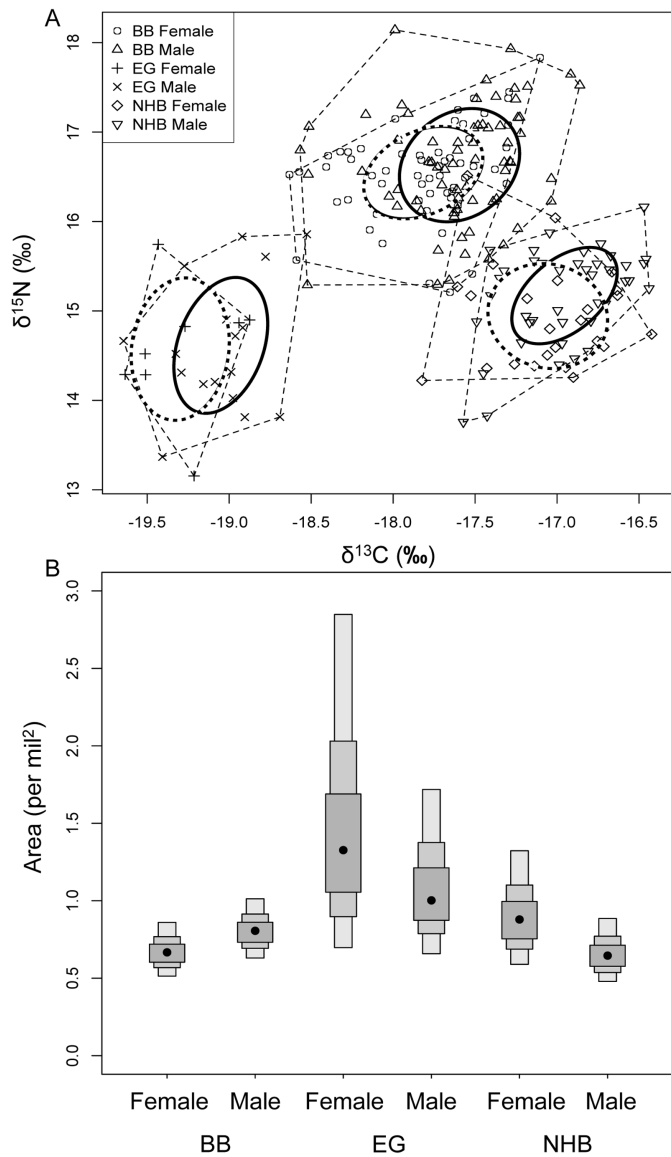 A
BB Female
BB Male
EG Female
EG Male
NHB Female
NHB Male
18
17
16
15
14
13
δ15N (‰)
-19.5 -19.0 -18.5 -18.0 -17.5 -17.0 -16.5
δ13C (‰)
B
3.0
2.5
2.0
1.5
1.0
0.5
0.0
Area (per mil2)
Female Male Female Male Female Male
BB EG NHB